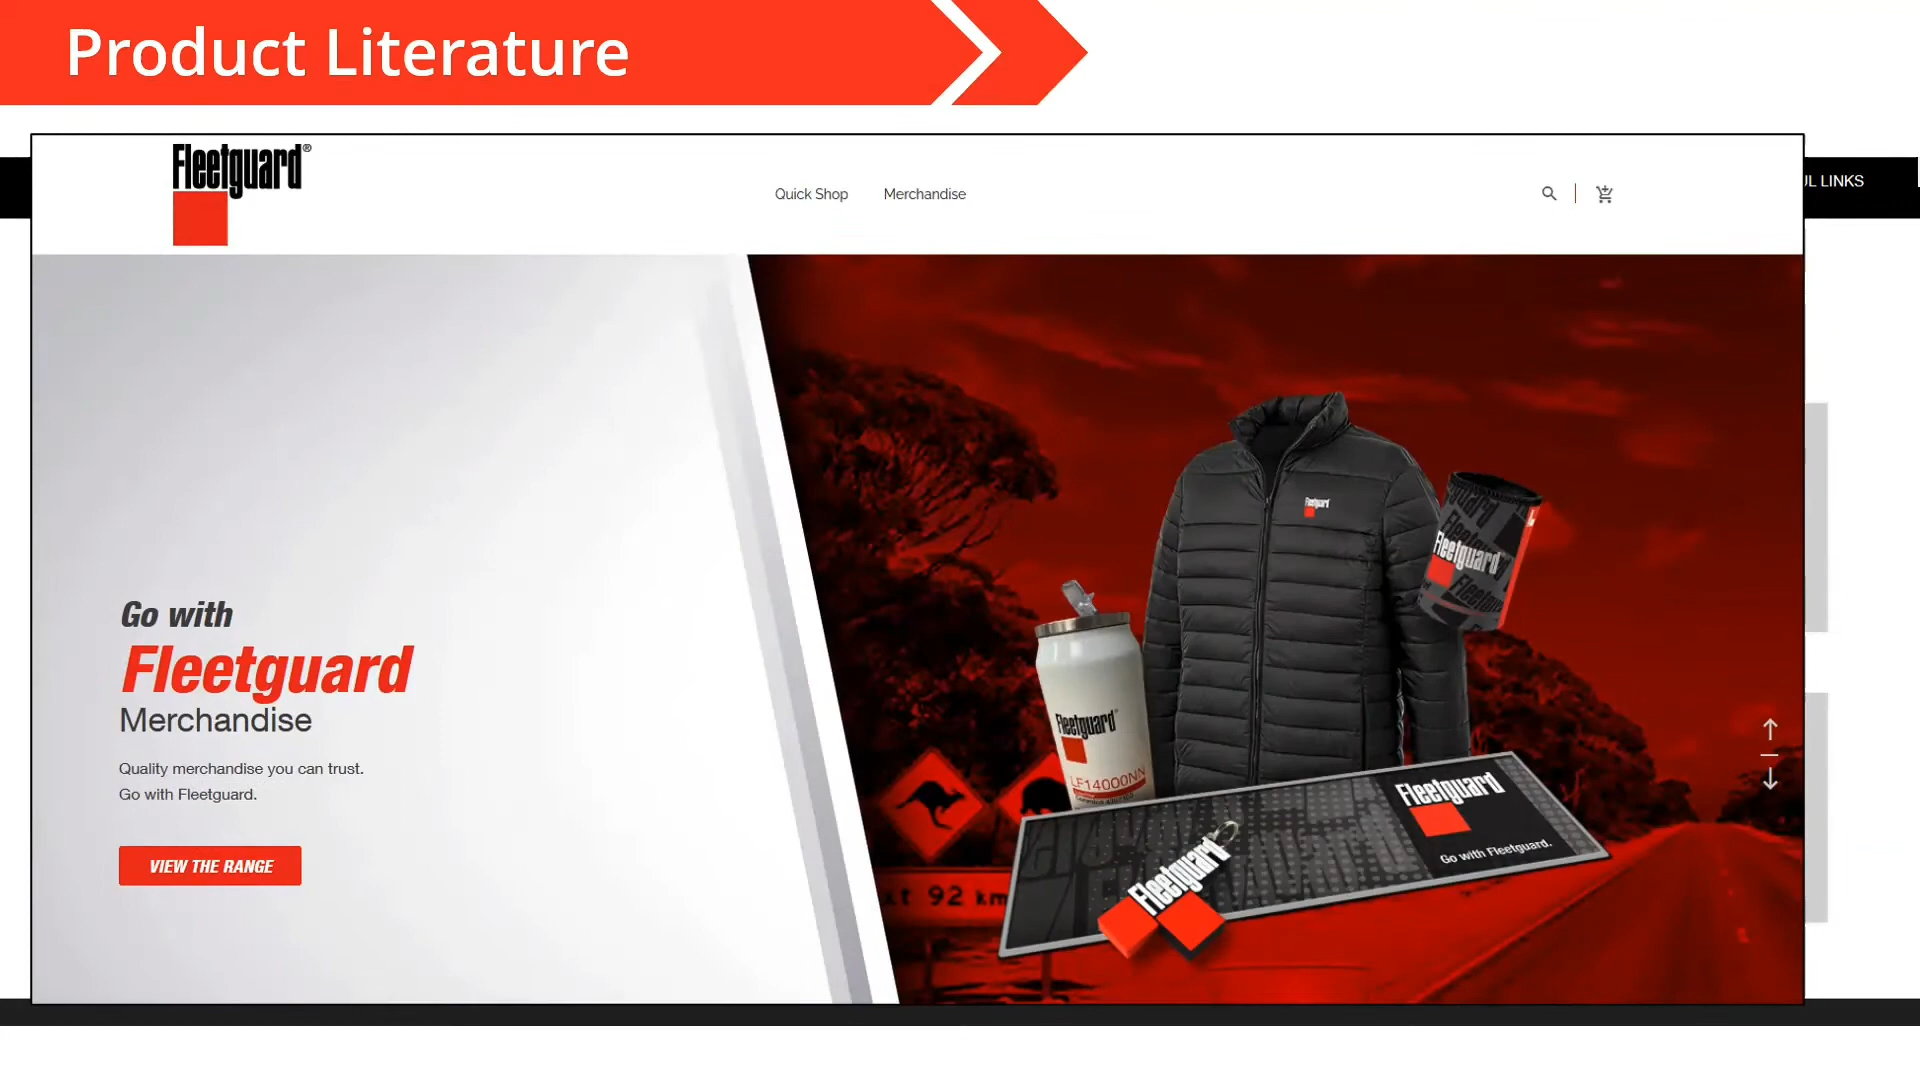 Product Literature
Fleetguard®
Quick Shop
Merchandise
LINKS
Go with
Fleetguard
Merchandise
Quality merchandise you can trust.
Go with Fleetguard.
VIEW THE RANGE
Fleetguard
Fleetguard
Fleetguard
LF14000NN
Fleetguard
Go with Fleetguard.
Fleetguard
92 km